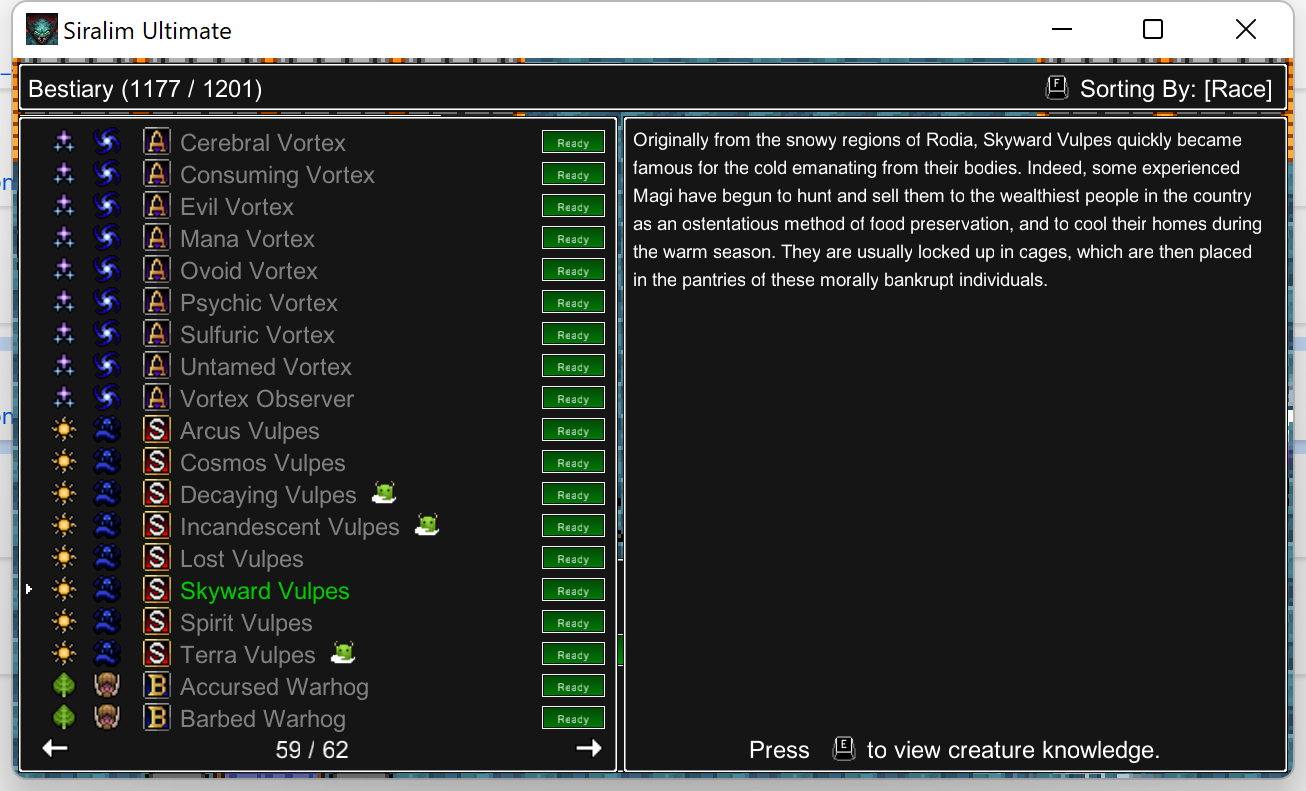 Siralim Ultimate
Bestiary (1177 / 1201)
F Sorting By: [Race]
A Cerebral Vortex Ready
A Consuming Vortex Ready
A Evil Vortex Ready
A Mana Vortex Ready
A Ovoid Vortex Ready
A Psychic Vortex Ready
A Sulfuric Vortex Ready
A Untamed Vortex Ready
A Vortex Observer Ready
S Arcus Vulpes Ready
S Cosmos Vulpes Ready
S Decaying Vulpes Ready
S Incandescent Vulpes Ready
S Lost Vulpes Ready
S Skyward Vulpes Ready
S Spirit Vulpes Ready
S Terra Vulpes Ready
B Accursed Warhog Ready
B Barbed Warhog Ready
59 / 62
Originally from the snowy regions of Rodia, Skyward Vulpes quickly became
famous for the cold emanating from their bodies. Indeed, some experienced
Magi have begun to hunt and sell them to the wealthiest people in the country
as an ostentatious method of food preservation, and to cool their homes during
the warm season. They are usually locked up in cages, which are then placed
in the pantries of these morally bankrupt individuals.
Press E to view creature knowledge.